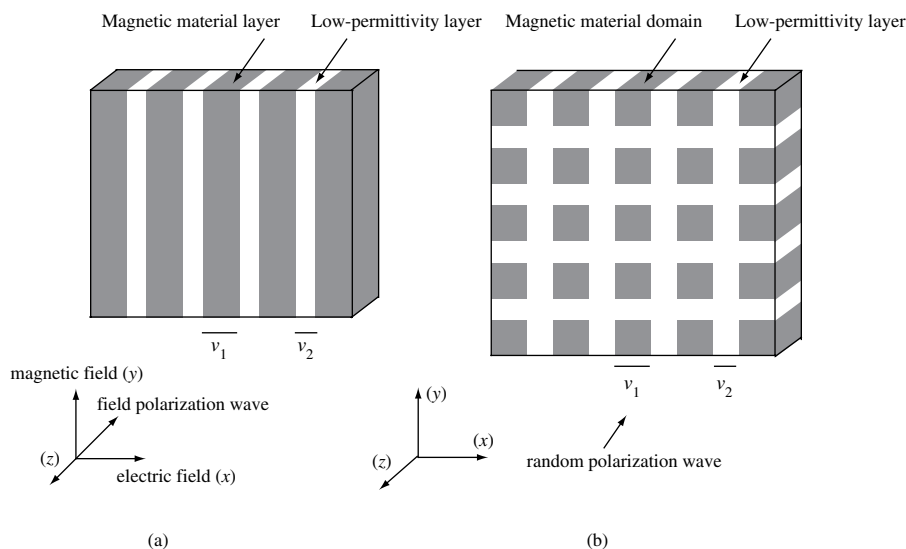 Magnetic material layer
Low-permittivity layer
v1
v2
magnetic field (y)
field polarization wave
(z)
electric field (x)
(a)
Magnetic material domain
Low-permittivity layer
v1
v2
(y)
(x)
(z)
random polarization wave
(b)